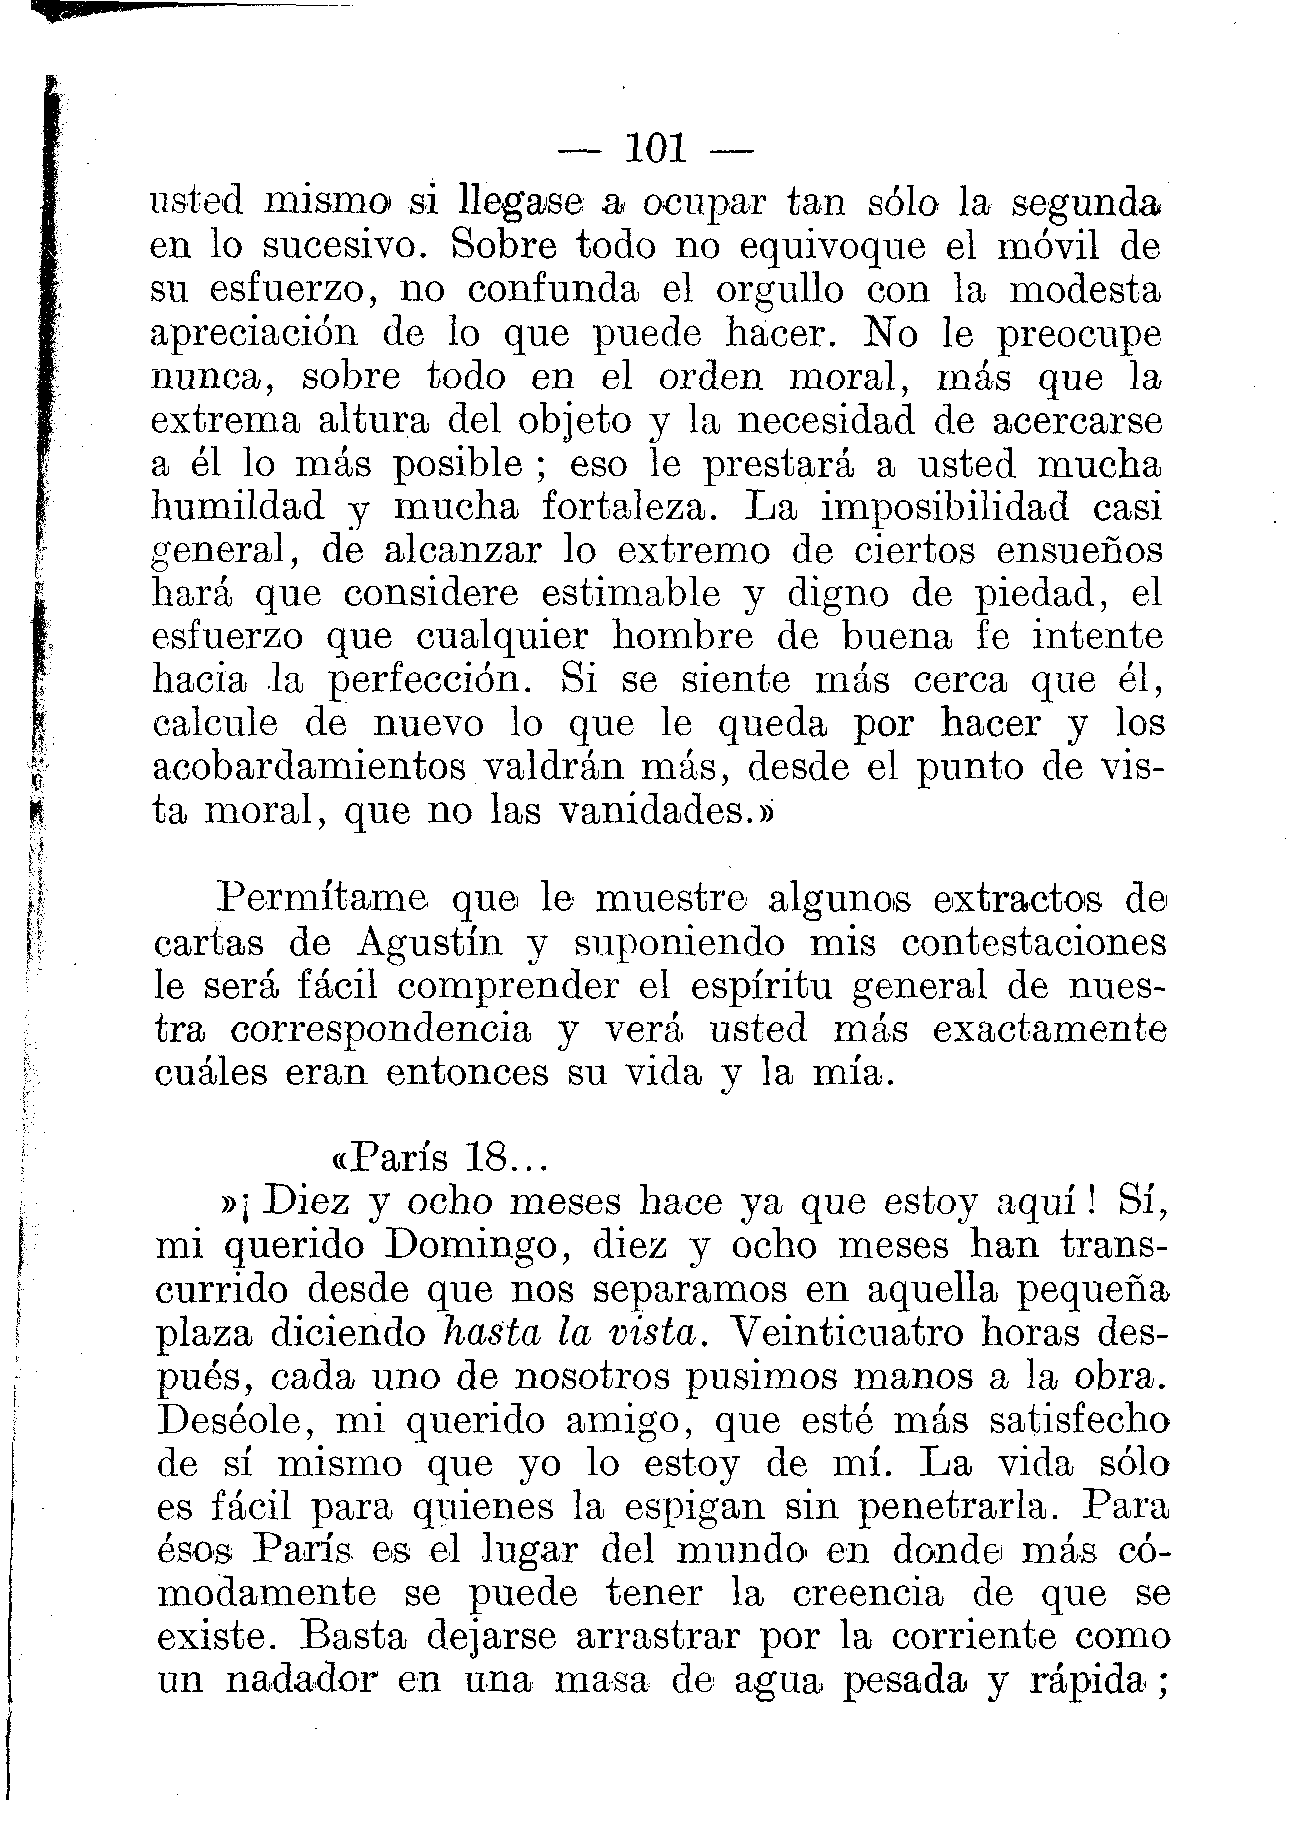 — 101 —
usted mismo si llegase a ocupar tan sólo la segunda
en lo sucesivo. Sobre todo no equivoque el móvil de
su esfuerzo, no confunda el orgullo con la modesta
apreciación de lo que puede hacer. No le preocupe
nunca, sobre todo en el orden moral, más que la
extrema altura del objeto y la necesidad de acercarse
a él lo más posible ; eso le prestará a usted mucha
humildad y mucha fortaleza. La imposibilidad casi
general, de alcanzar lo extremo de ciertos ensueños
hará que considere estimable y digno de piedad, el
esfuerzo que cualquier hombre de buena fe intente
hacia la perfección. Si se siente más cerca que él,
calcule de nuevo lo que le queda por hacer y los
acobardamientos valdrán más, desde el punto de vis-
ta moral, que no las vanidades.»
Permítame que le muestre algunos extractos de
cartas de Agustín y suponiendo mis contestaciones
le será fácil comprender el espíritu general de nues-
tra correspondencia y verá usted más exactamente
cuáles eran entonces su vida y la mía.
«París 18...
»¡ Diez y ocho meses hace ya que estoy aquí ! Sí,
mi querido Domingo, diez y ocho meses han trans-
currido desde que nos separamos en aquella pequeña
plaza diciendo hasta la vista. Veinticuatro horas des-
pués, cada uno de nosotros pusimos manos a la obra.
Deséole, mi querido amigo, que esté más satisfecho
de sí mismo que yo lo estoy de mí. La vida sólo
es fácil para quienes la espigan sin penetrarla. Para
ésos París es el lugar del mundo en donde más có-
modamente se puede tener la creencia de que se
existe. Basta dejarse arrastrar por la corriente como
un nadador en una masa de agua pesada y rápida ;